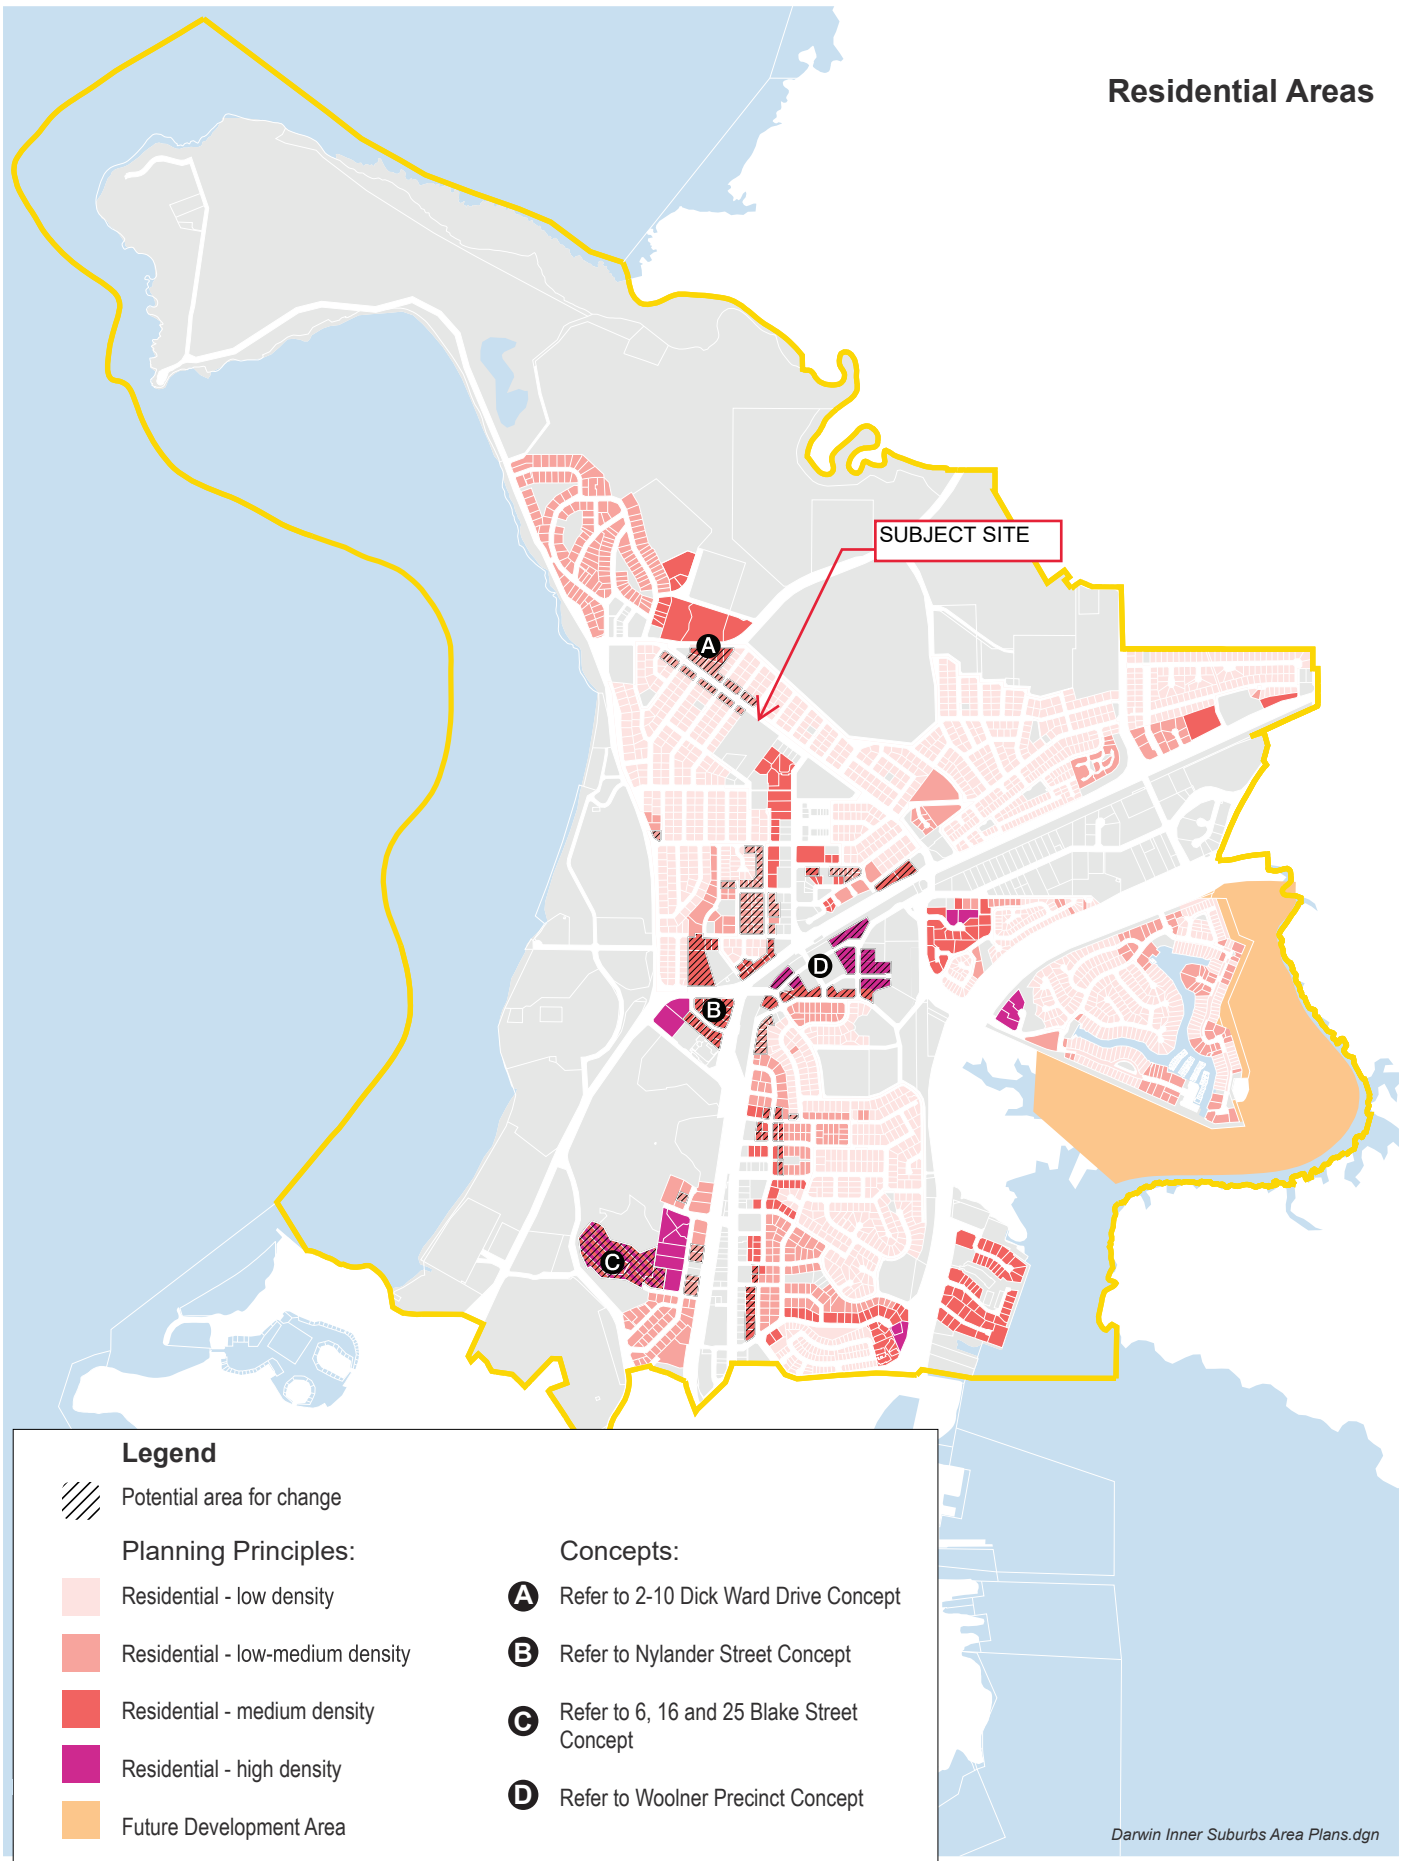 Residential Areas
SUBJECT SITE
A
D
B
C
Legend
Potential area for change
Planning Principles:
Residential - low density
Residential - low-medium density
Residential - medium density
Residential - high density
Future Development Area
Concepts:
A Refer to 2-10 Dick Ward Drive Concept
B Refer to Nylander Street Concept
C Refer to 6, 16 and 25 Blake Street
Concept
D Refer to Woolner Precinct Concept
Darwin Inner Suburbs Area Plans.dgn